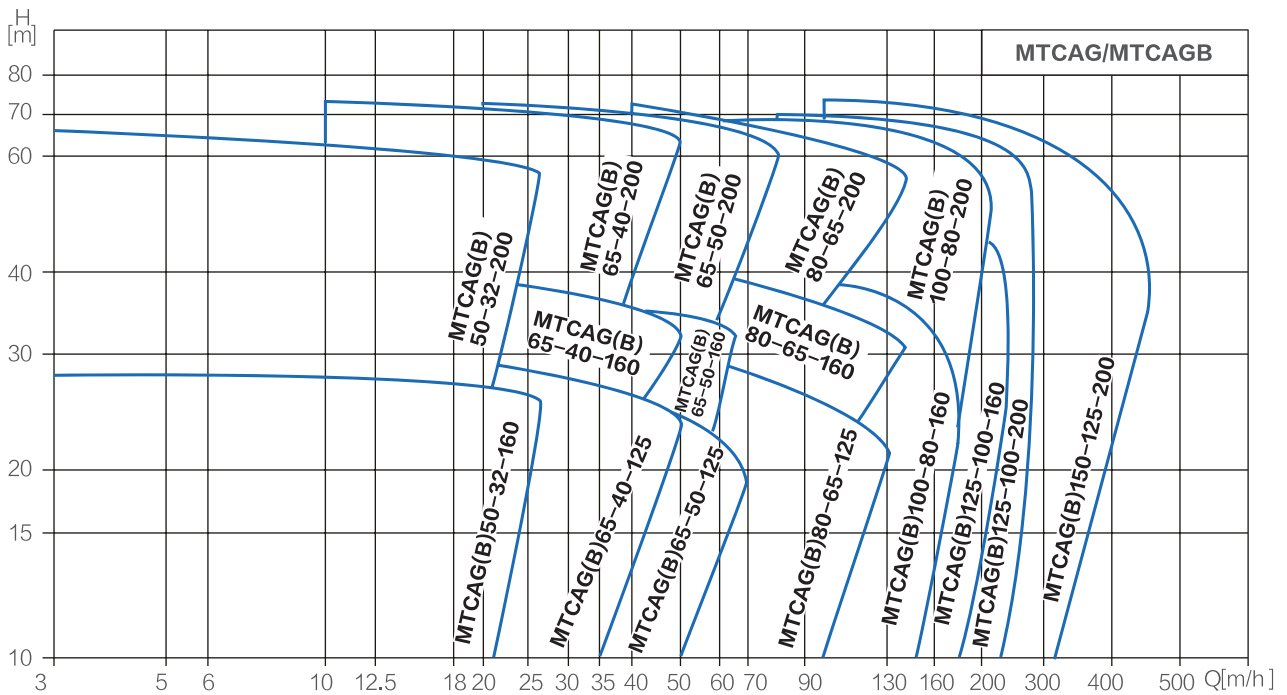 H
[m]
MTCAG/MTCAGB
80
70
60
40
30
20
15
10
MTCAG(B)
50–32–200
MTCAG(B)
65–40–200
MTCAG(B)
65–50–200
MTCAG(B)
80–65–200
MTCAG(B)
100–80–200
MTCAG(B)
65–40–160
MTCAG(B)
65–50–160
MTCAG(B)
80–65–160
MTCAG(B)50–32–160
MTCAG(B)65–40–125
MTCAG(B)65–50–125
MTCAG(B)80–65–125
MTCAG(B)100–80–160
MTCAG(B)125–100–160
MTCAG(B)125–100–200
MTCAG(B)150–125–200
3 5 6 10 12.5 18 20 25 30 35 40 50 60 70 90 130 160 200 300 400 500 Q[m/h]